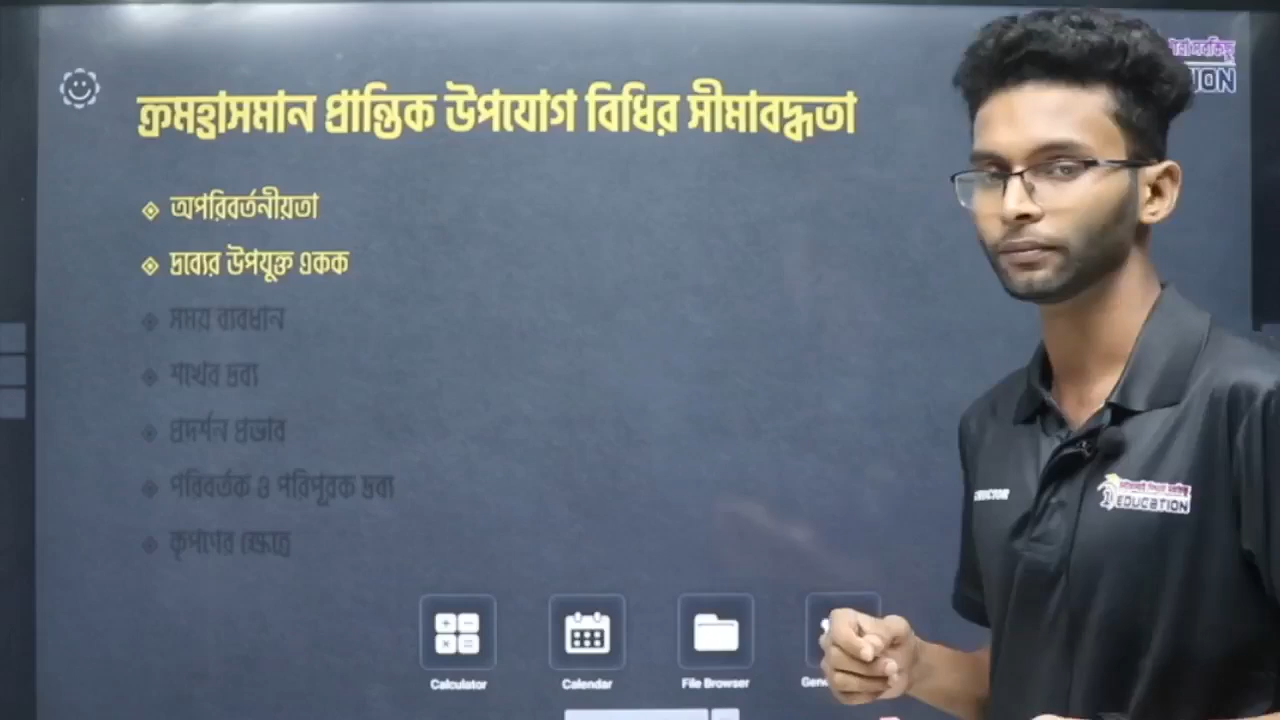 ক্রমহ্রাসমান প্রান্তিক উপযোগ বিধির সীমাবদ্ধতা
অপরিবর্তনীয়তা
দ্রব্যের উপযুক্ত একক
সময় ব্যবধান
শখের দ্রব্য
প্রদর্শন প্রভাব
পরিবর্তক ও পরিপূরক দ্রব্য
কৃপণের ক্ষেত্রে
Calculator
Calendar
File Browser
EDUCATION